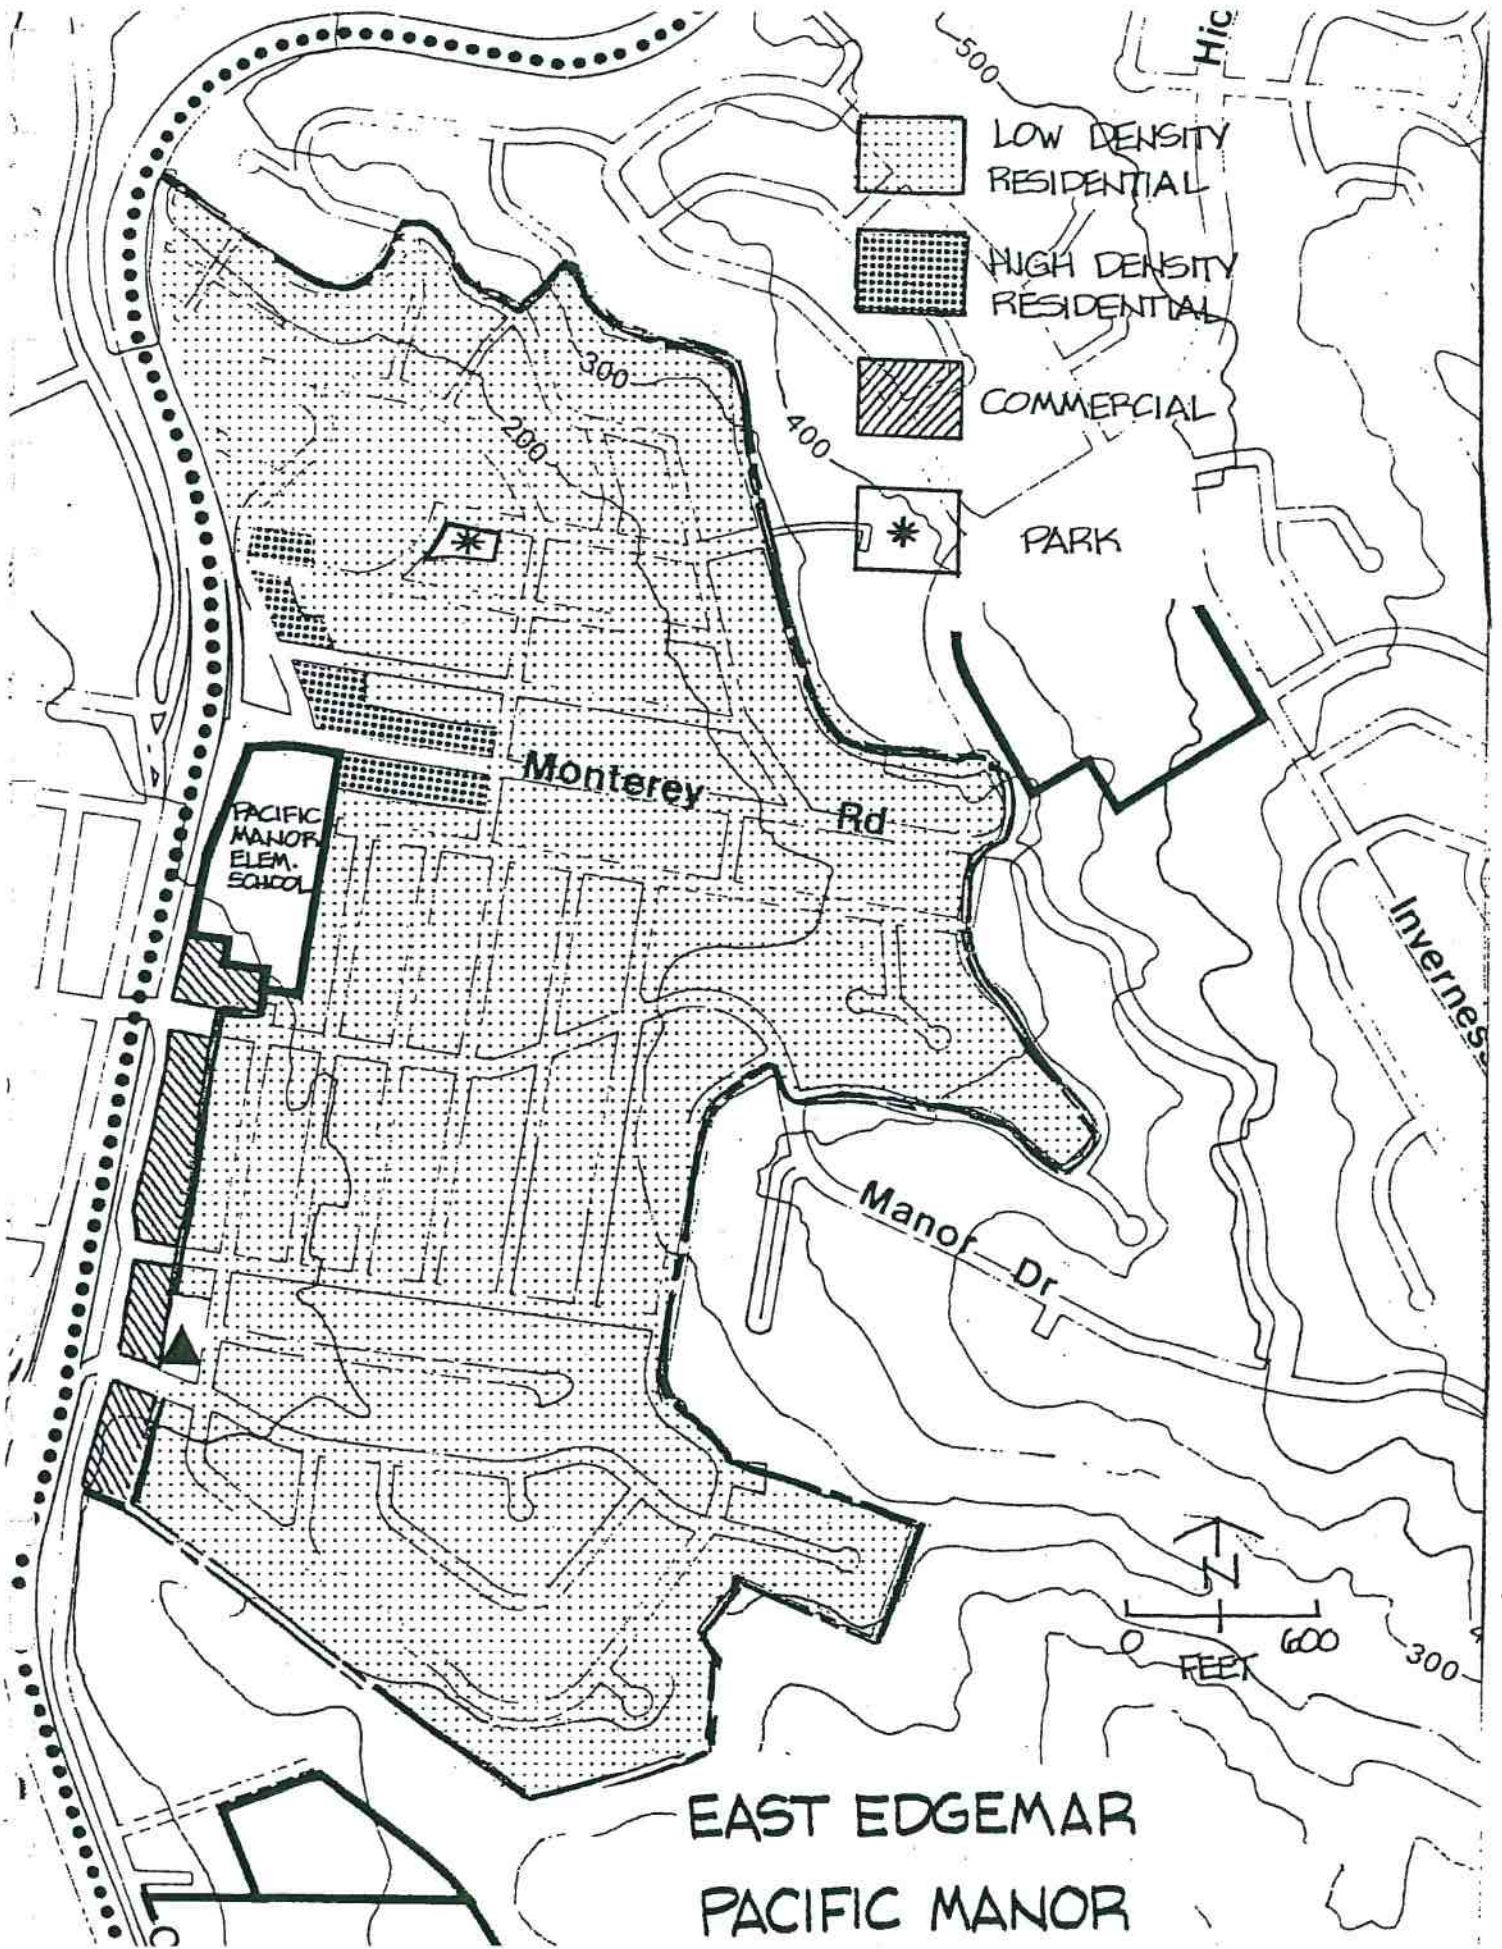 500
Hic
LOW DENSITY
RESIDENTIAL
HIGH DENSITY
RESIDENTIAL
300
COMMERCIAL
200
400
PARK
Monterey
Rd
PACIFIC
MANOR
ELEM.
SCHOOL
Inverness
Manor Dr
N
0 600
FEET
300
EAST EDGEMAR
PACIFIC MANOR